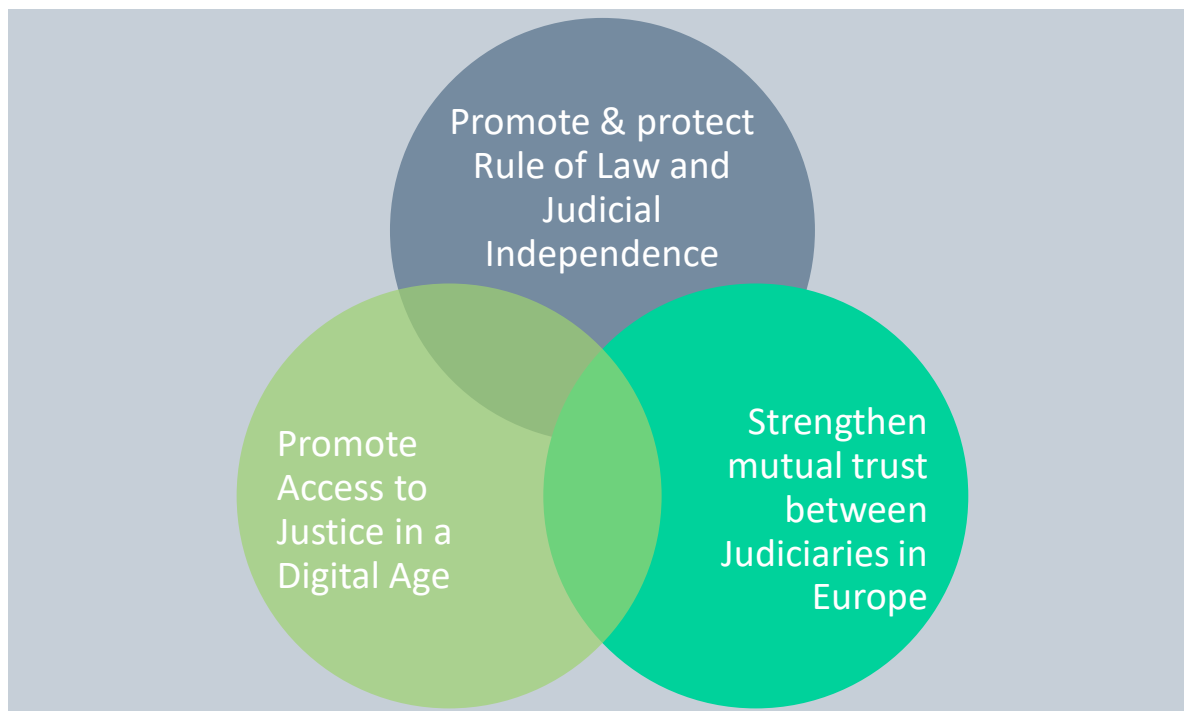 Promote & protect
Rule of Law and
Judicial
Independence
Promote
Access to
Justice in a
Digital Age
Strengthen
mutual trust
between
Judiciaries in
Europe